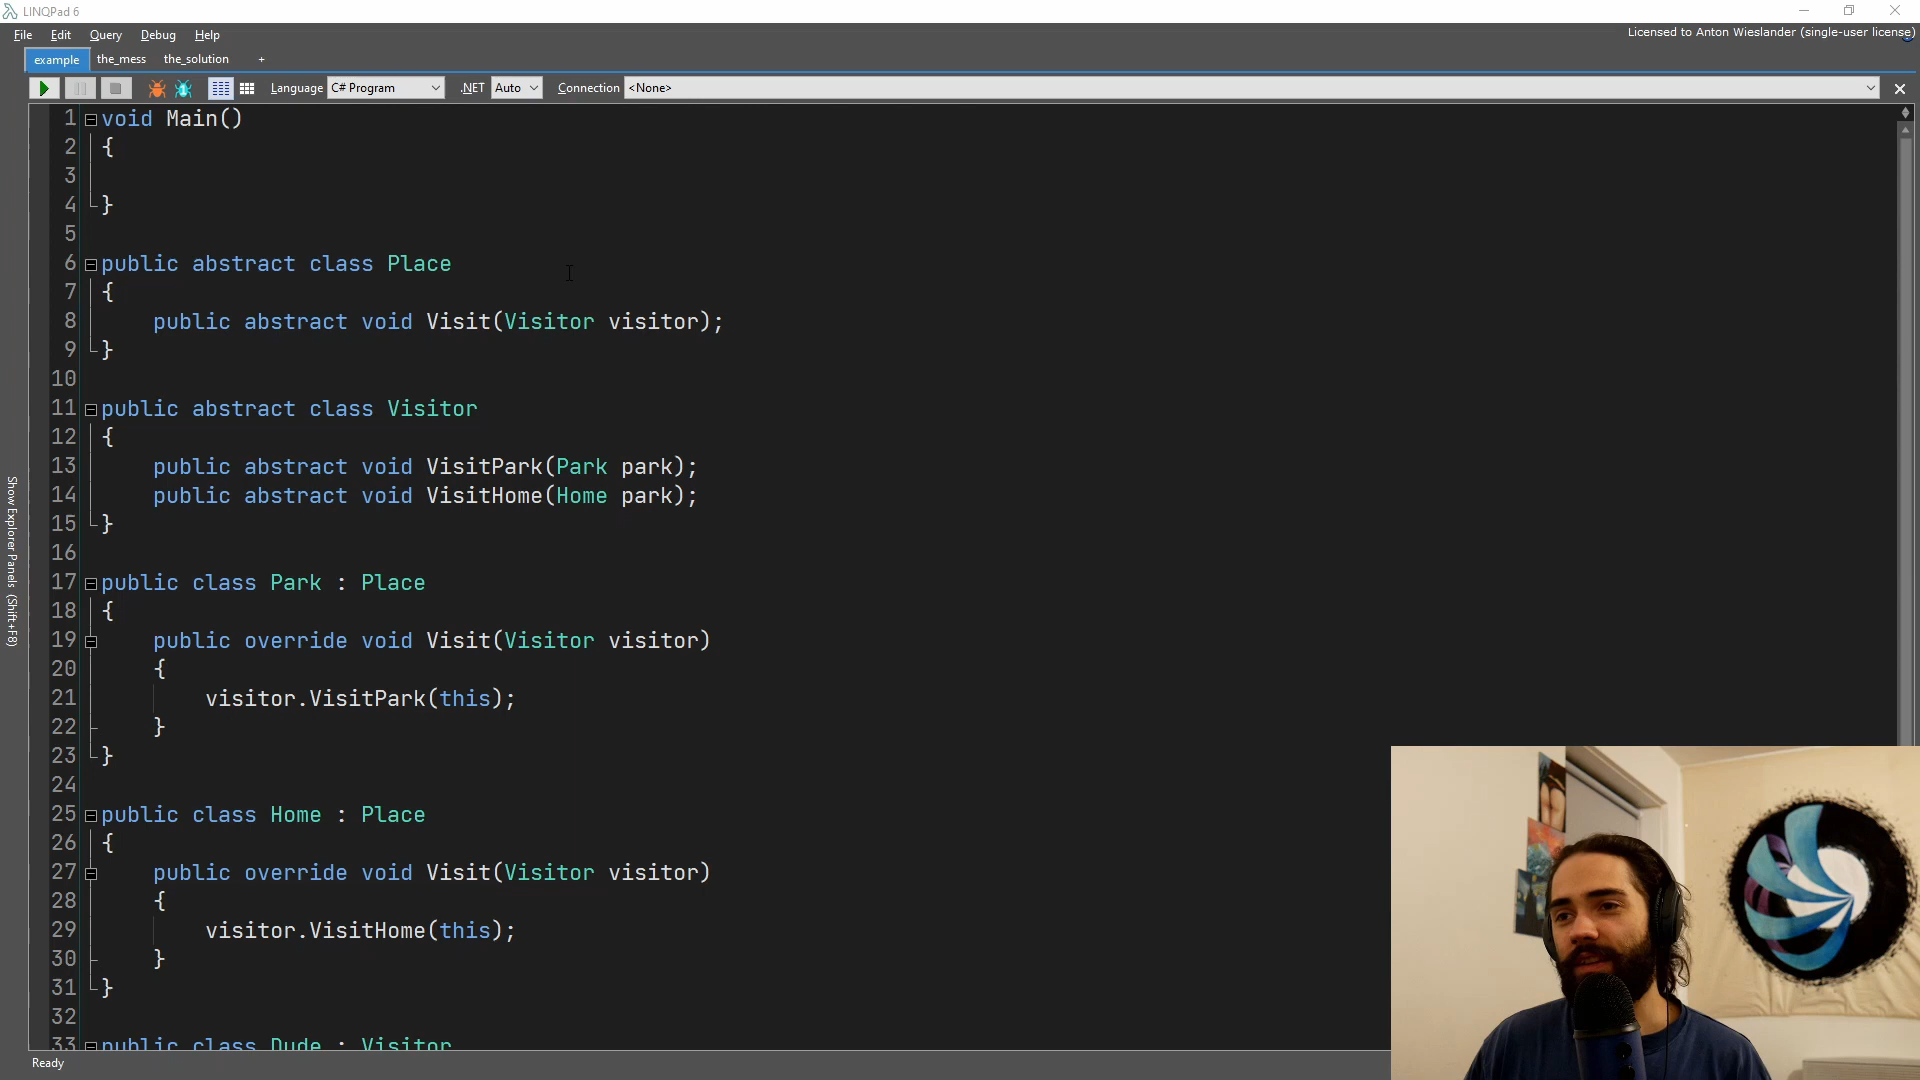 LINQPad 6
File Edit Query Debug Help
Licensed to Anton Wieslander (single-user license)
example the_mess the_solution +
Language C# Program .NET Auto Connection <None>
1 void Main()
2 {
3
4 }
5
6 public abstract class Place
7 {
8 public abstract void Visit(Visitor visitor);
9 }
10
11 public abstract class Visitor
12 {
13 public abstract void VisitPark(Park park);
14 public abstract void VisitHome(Home park);
15 }
16
17 public class Park : Place
18 {
19 public override void Visit(Visitor visitor)
20 {
21 visitor.VisitPark(this);
22 }
23 }
24
25 public class Home : Place
26 {
27 public override void Visit(Visitor visitor)
28 {
29 visitor.VisitHome(this);
30 }
31 }
32
33 public class Dude : Visitor
Show Explorer Panels (Shift+F8)
Ready